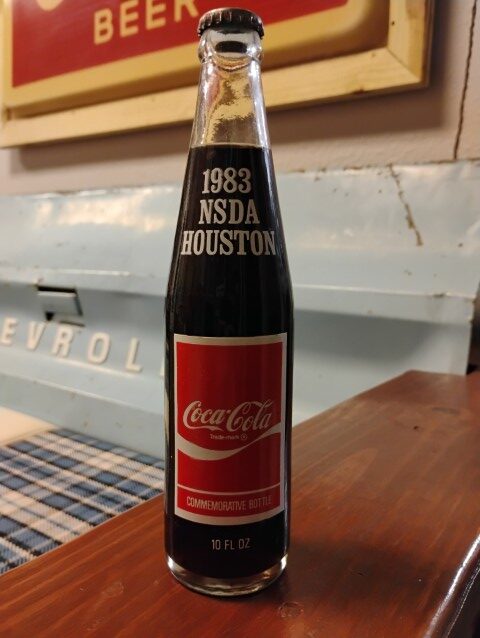 BEER
1983
NSDA
HOUSTON
EVROL
Coca-Cola
Trade-mark ®
COMMEMORATIVE BOTTLE
10 FL OZ